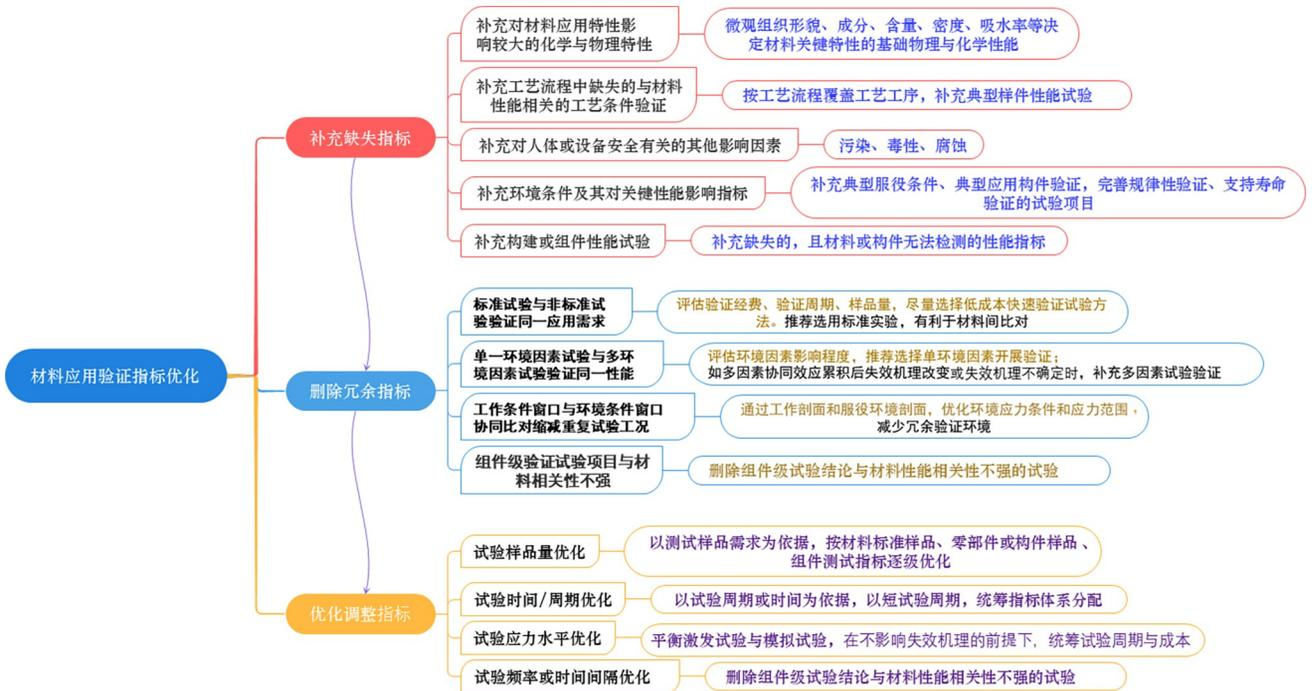 材料应用验证指标优化
补充缺失指标
补充对材料应用特性影
响较大的化学与物理特性
微观组织形貌、成分、含量、密度、吸水率等决
定材料关键特性的基础物理与化学性能
补充工艺流程中缺失的与材料
性能相关的工艺条件验证
按工艺流程覆盖工艺工序，补充典型样件性能试验
补充对人体或设备安全有关的其他影响因素
污染、毒性、腐蚀
补充环境条件及其对关键性能影响指标
补充典型服役条件、典型应用构件验证，完善规律性验证、支持寿命
验证的试验项目
补充构建或组件性能试验
补充缺失的，且材料或构件无法检测的性能指标
删除冗余指标
标准试验与非标准试
验验证同一应用需求
评估验证经费、验证周期、样品量，尽量选择低成本快速验证试验方
法。推荐选用标准实验，有利于材料间比对
单一环境因素试验与多环
境因素试验验证同一性能
评估环境因素影响程度，推荐选择单环境因素开展验证；
如多因素协同效应累积后失效机理改变或失效机理不确定时，补充多因素试验验证
工作条件窗口与环境条件窗口
协同比对缩减重复试验工况
通过工作剖面和服役环境剖面，优化环境应力条件和应力范围，
减少冗余验证环境
组件级验证试验项目与材
料相关性不强
删除组件级试验结论与材料性能相关性不强的试验
优化调整指标
试验样品量优化
以测试样品需求为依据，按材料标准样品、零部件或构件样品、
组件测试指标逐级优化
试验时间/周期优化
以试验周期或时间为依据，以短试验周期，统筹指标体系分配
试验应力水平优化
平衡激发试验与模拟试验，在不影响失效机理的前提下，统筹试验周期与成本
试验频率或时间间隔优化
删除组件级试验结论与材料性能相关性不强的试验